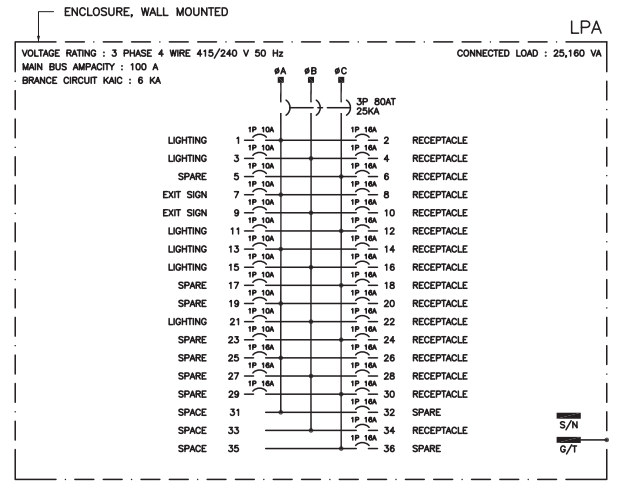 ENCLOSURE, WALL MOUNTED
LPA
VOLTAGE RATING : 3 PHASE 4 WIRE 415/240 V 50 Hz CONNECTED LOAD : 25,160 VA
MAIN BUS AMPACITY : 100 A
BRANCE CIRCUIT KAIC : 6 KA
øA øB øC
3P 80AT
25KA
1P 10A 1P 16A
LIGHTING 1 2 RECEPTACLE
1P 10A 1P 16A
LIGHTING 3 4 RECEPTACLE
1P 10A 1P 16A
SPARE 5 6 RECEPTACLE
1P 10A 1P 16A
EXIT SIGN 7 8 RECEPTACLE
1P 10A 1P 16A
EXIT SIGN 9 10 RECEPTACLE
1P 10A 1P 16A
LIGHTING 11 12 RECEPTACLE
1P 10A 1P 16A
LIGHTING 13 14 RECEPTACLE
1P 10A 1P 16A
LIGHTING 15 16 RECEPTACLE
1P 10A 1P 16A
SPARE 17 18 RECEPTACLE
1P 10A 1P 16A
SPARE 19 20 RECEPTACLE
1P 10A 1P 16A
LIGHTING 21 22 RECEPTACLE
1P 10A 1P 16A
SPARE 23 24 RECEPTACLE
1P 16A 1P 16A
SPARE 25 26 RECEPTACLE
1P 16A 1P 16A
SPARE 27 28 RECEPTACLE
1P 16A 1P 16A
SPARE 29 30 RECEPTACLE
1P 16A
SPACE 31 32 SPARE
1P 16A
SPACE 33 34 RECEPTACLE
1P 16A
SPACE 35 36 SPARE
S/N
G/T